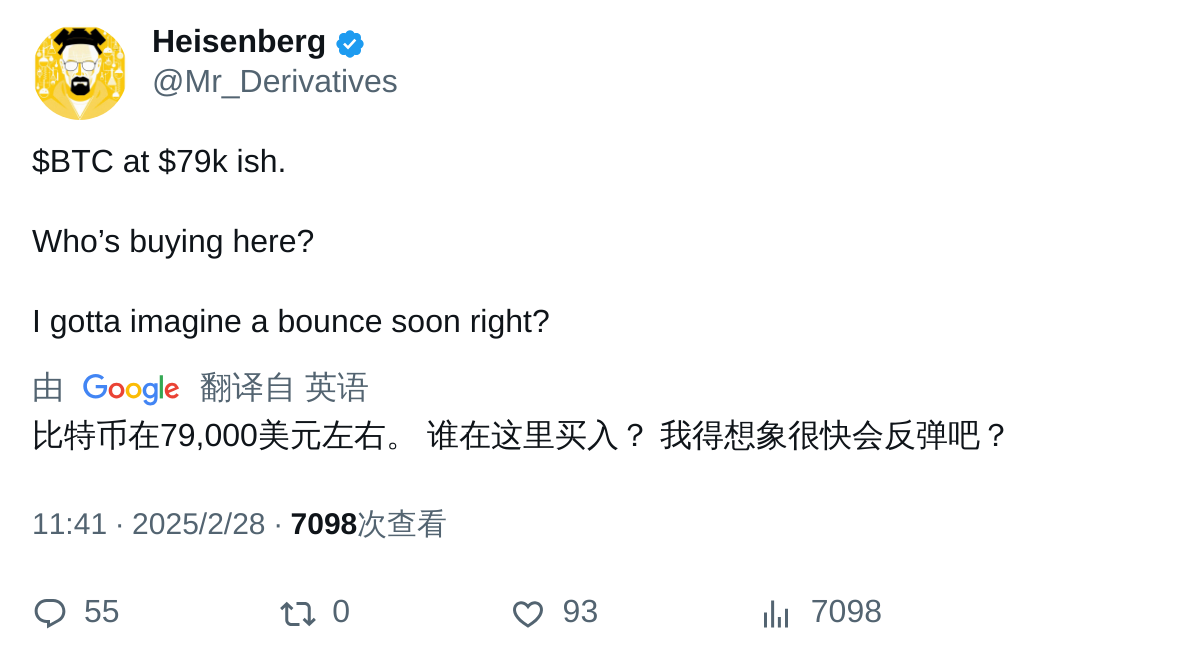 Heisenberg
@Mr_Derivatives
$BTC at $79k ish.
Who’s buying here?
I gotta imagine a bounce soon right?
由 Google 翻译自 英语
比特币在79,000美元左右。 谁在这里买入？ 我得想象很快会反弹吧？
11:41 · 2025/2/28 · 7098次查看
55 0 93 7098